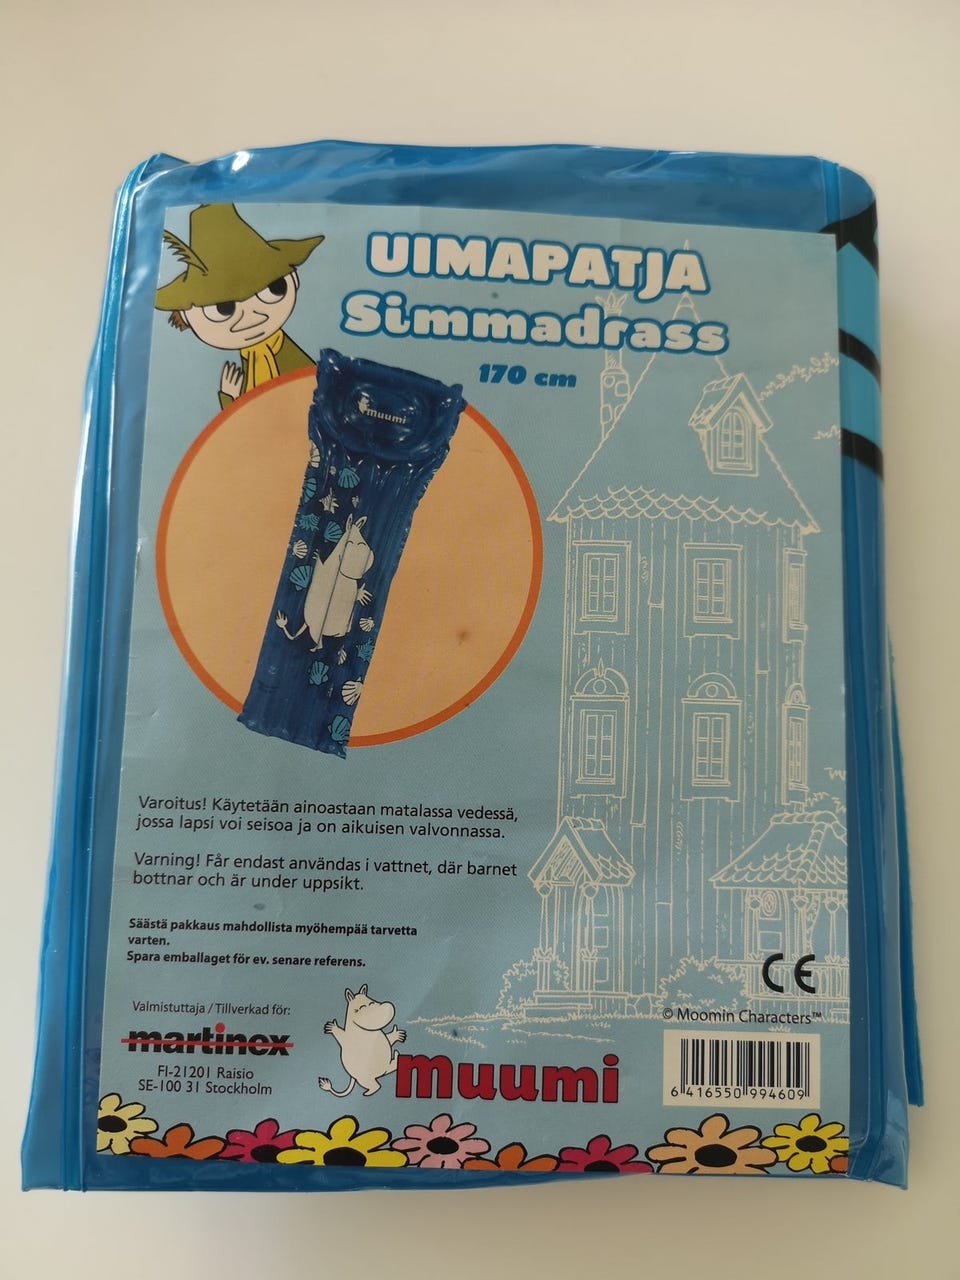 UIMAPATJA
Simmadrass
170 cm
muumi
Varoitus! Käytetään ainoastaan matalassa vedessä,
jossa lapsi voi seisoa ja on aikuisen valvonnassa.
Varning! Får endast användas i vattnet, där barnet
bottnar och är under uppsikt.
Säästä pakkaus mahdollista myöhempää tarvetta
varten.
Spara emballaget för ev. senare referens.
CE
© Moomin Characters™
Valmistuttaja / Tillverkad för:
martinex
FI-21201 Raisio
SE-100 31 Stockholm
muumi
6 416550 994609